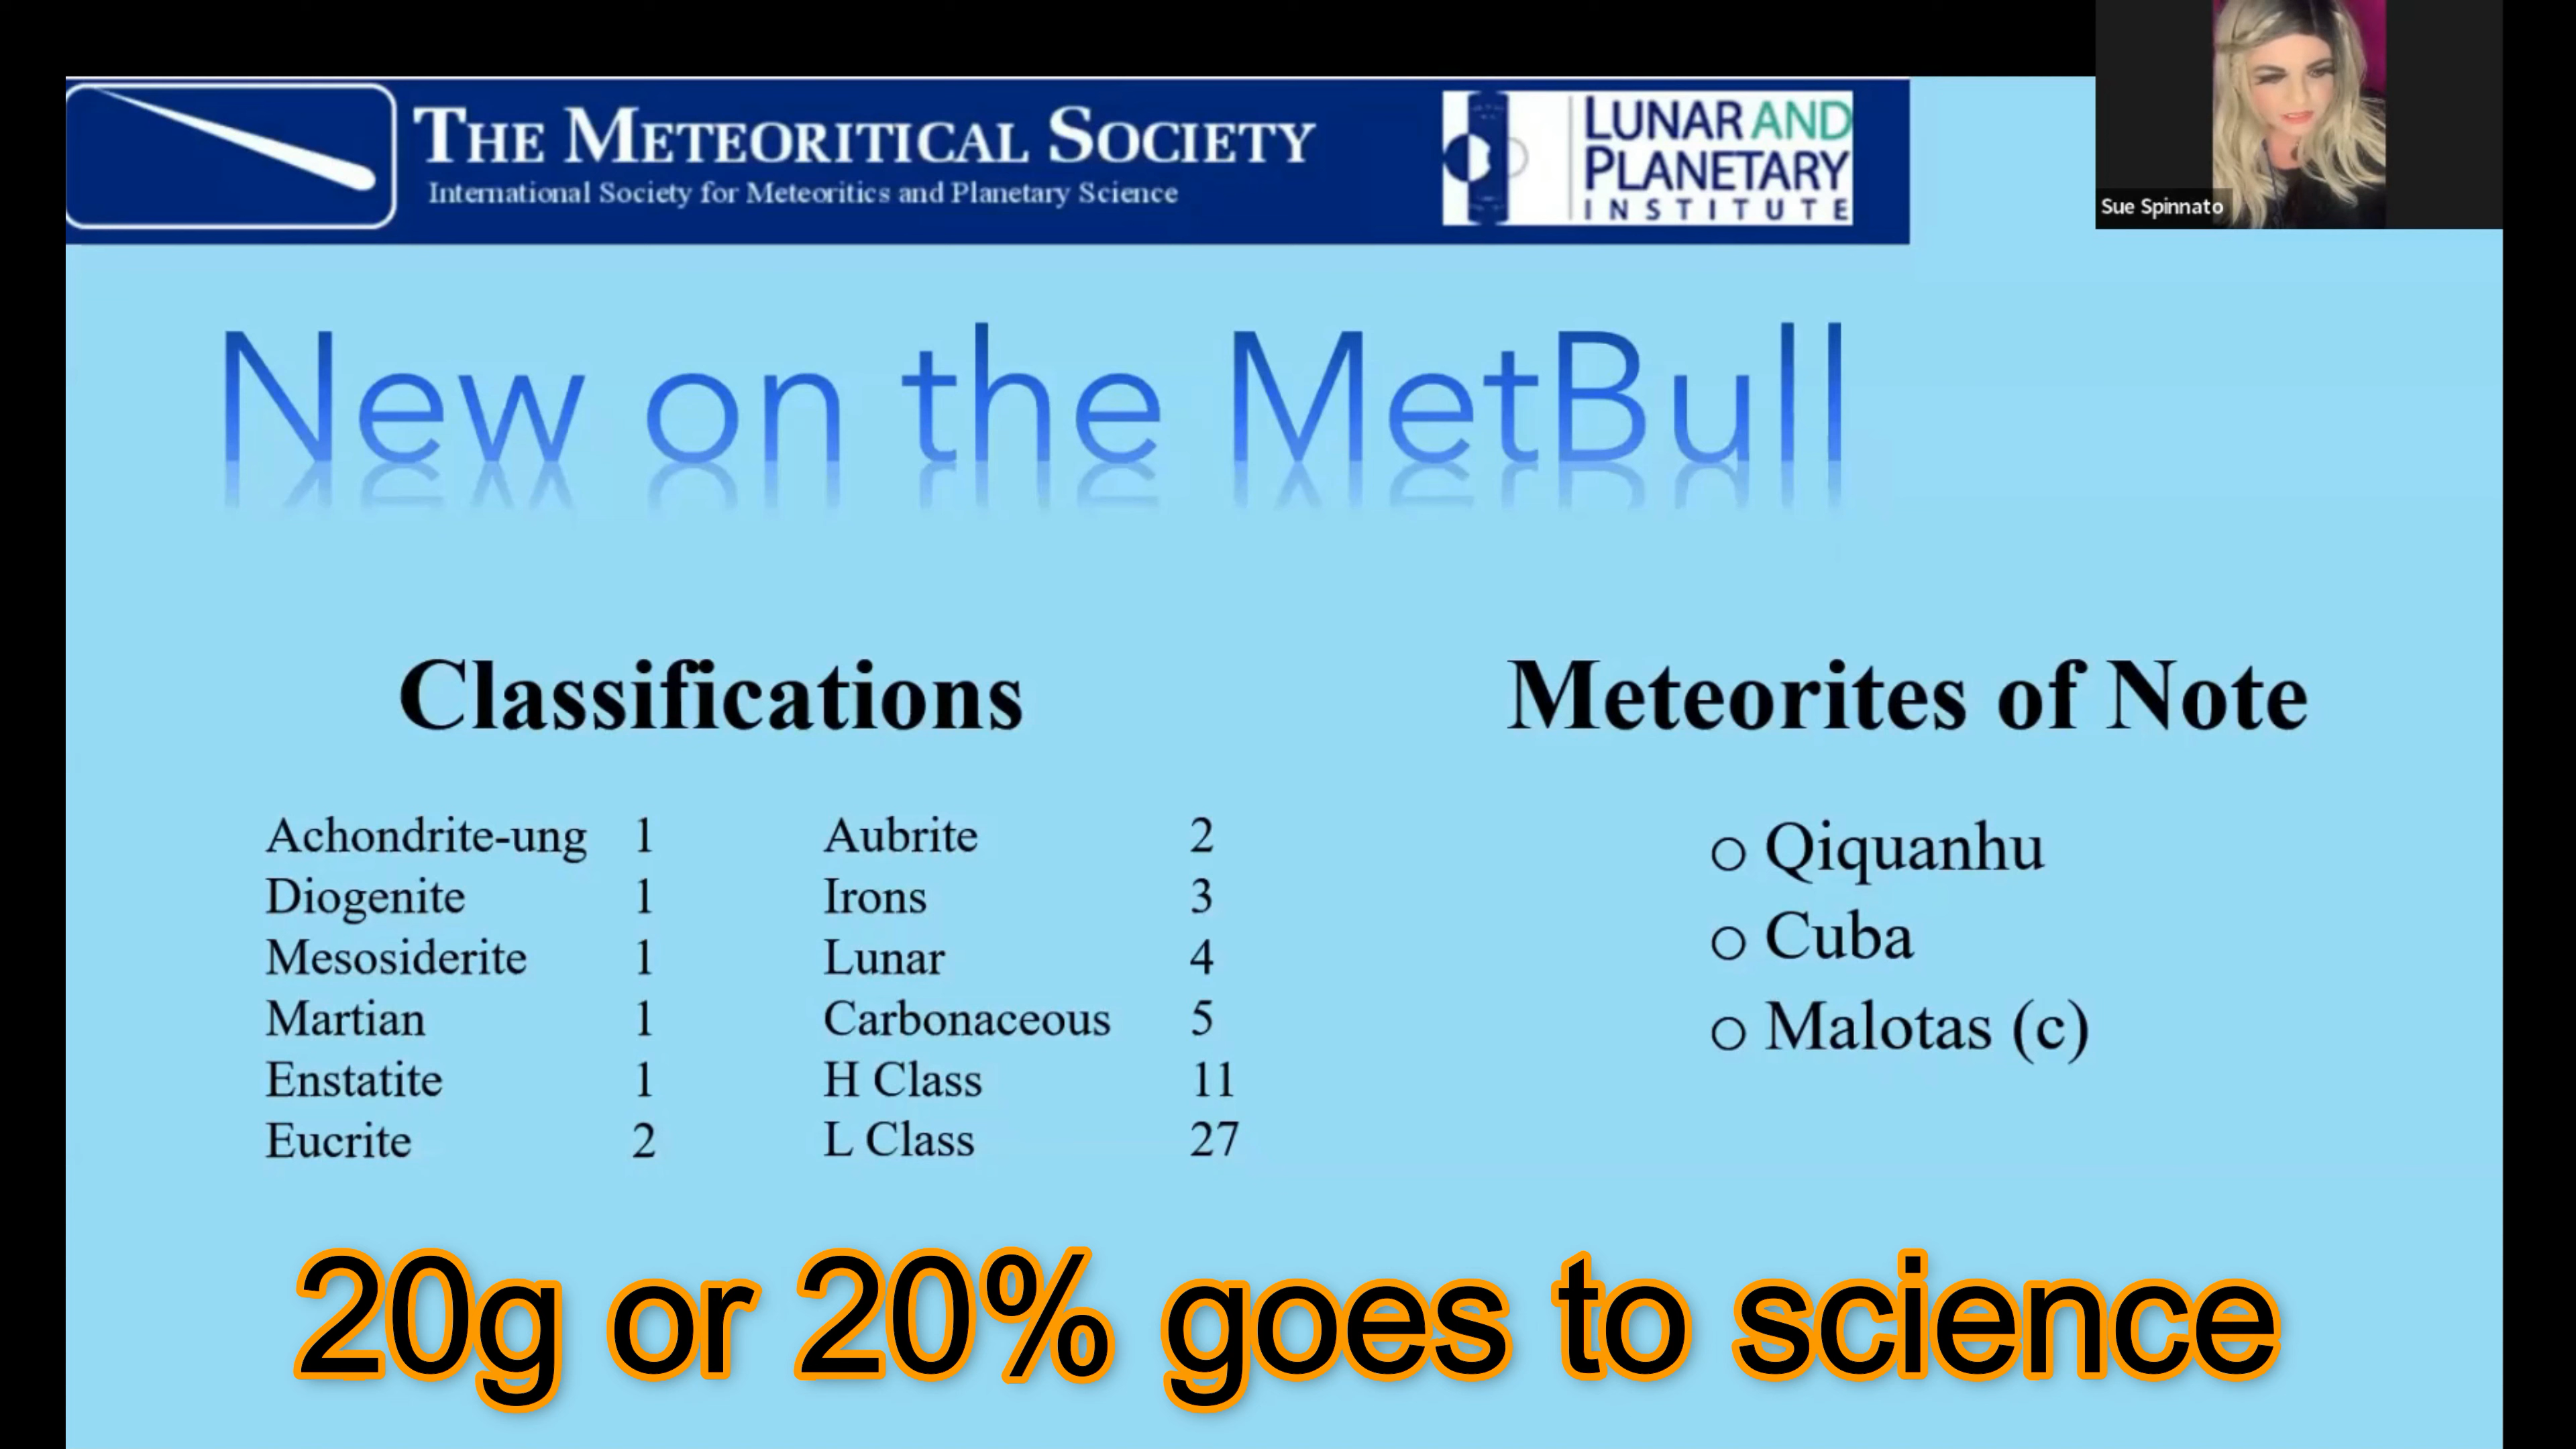 THE METEORITICAL SOCIETY
International Society for Meteoritics and Planetary Science
LUNAR AND
PLANETARY
INSTITUTE
Sue Spinnato
New on the MetBull
Classifications
Achondrite-ung 1 Aubrite 2
Diogenite 1 Irons 3
Mesosiderite 1 Lunar 4
Martian 1 Carbonaceous 5
Enstatite 1 H Class 11
Eucrite 2 L Class 27
Meteorites of Note
o Qiquanhu
o Cuba
o Malotas (c)
20g or 20% goes to science